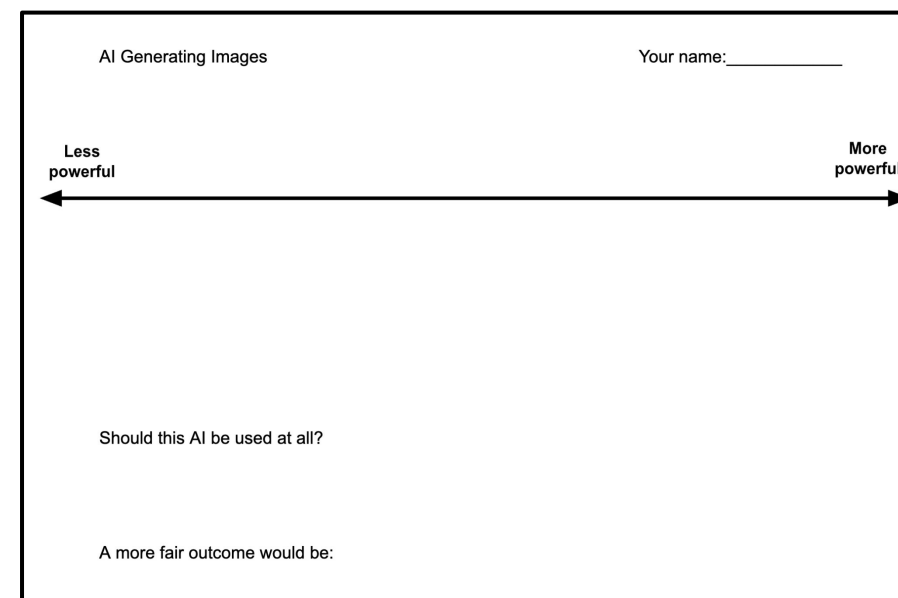 AI Generating Images
Your name:____________
Less
powerful
More
powerful
Should this AI be used at all?
A more fair outcome would be: